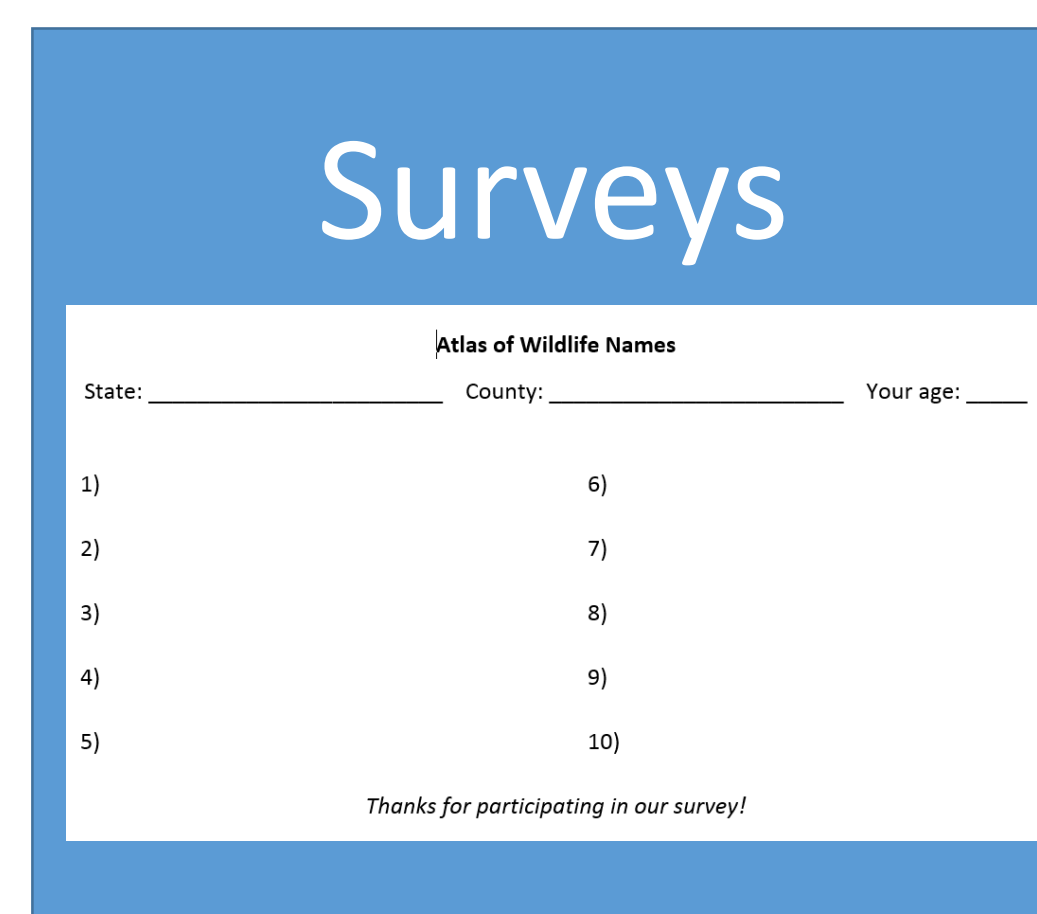 Surveys
Atlas of Wildlife Names
State: ________________________ County: ________________________ Your age: _____
1) 6)
2) 7)
3) 8)
4) 9)
5) 10)
Thanks for participating in our survey!